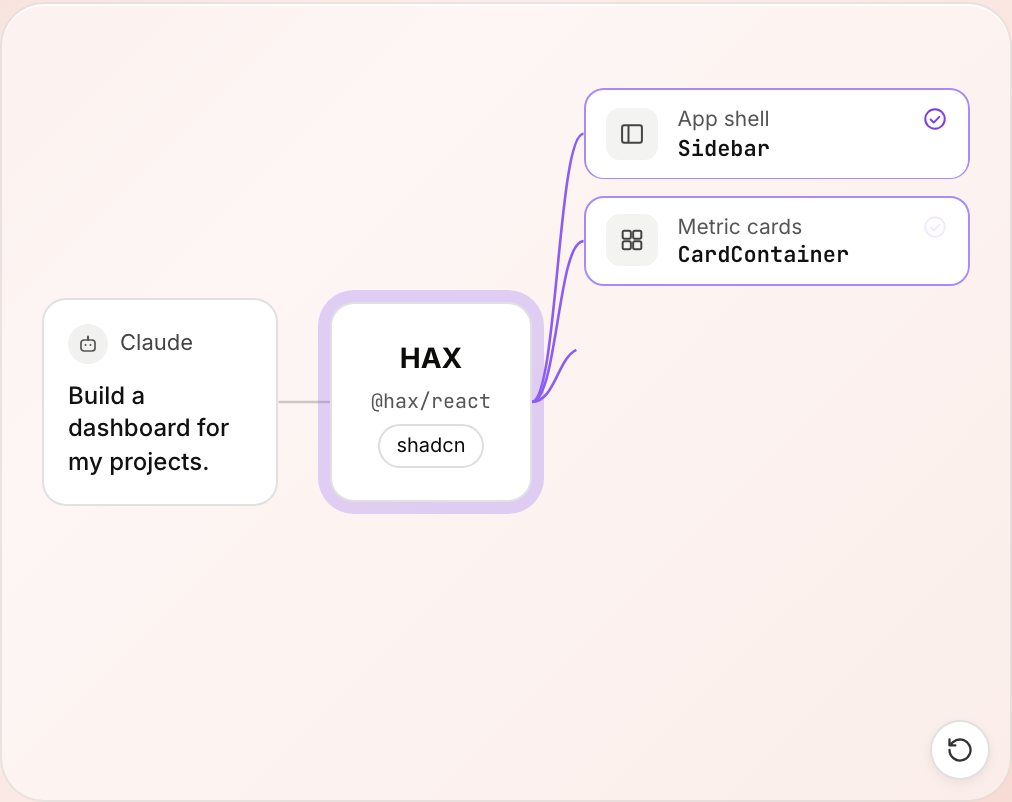 App shell
Sidebar
Metric cards
CardContainer
Claude
Build a
dashboard for
my projects.
HAX
@hax/react
shadcn